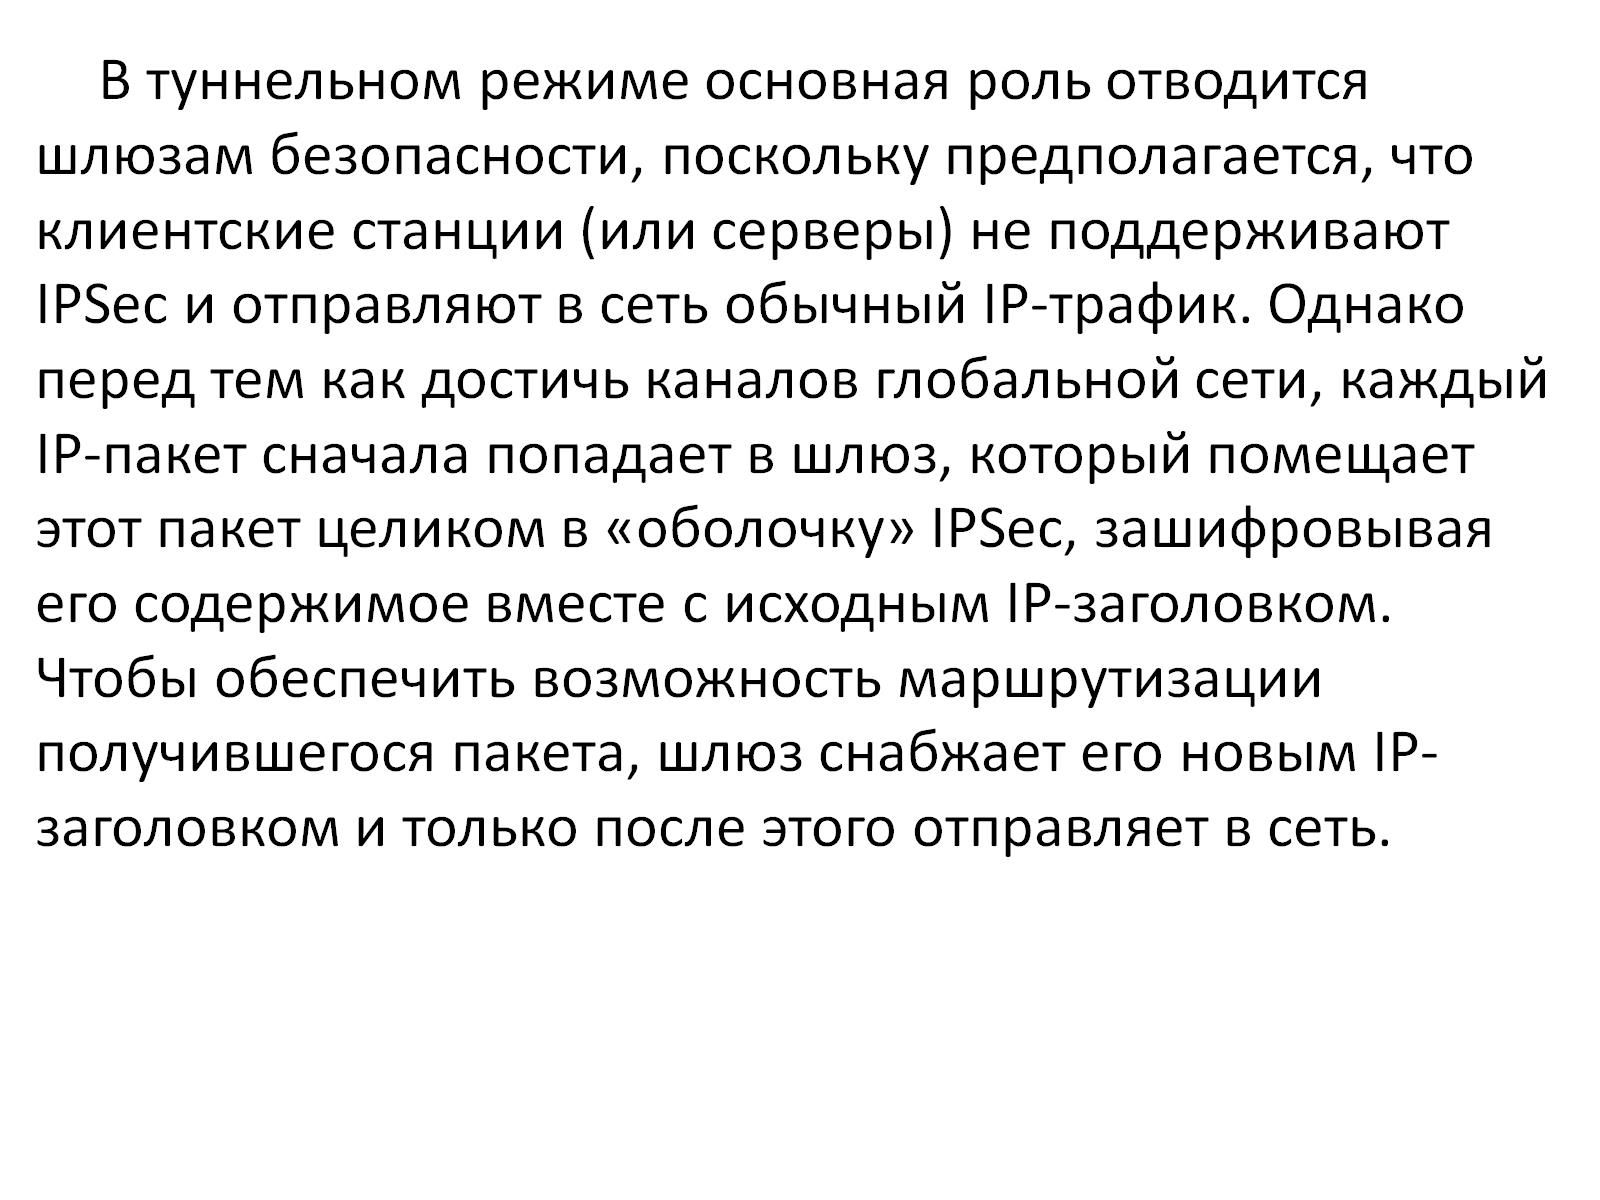 В туннельном режиме основная роль отводится
шлюзам безопасности, поскольку предполагается, что
клиентские станции (или серверы) не поддерживают
IPSec и отправляют в сеть обычный IP-трафик. Однако
перед тем как достичь каналов глобальной сети, каждый
IP-пакет сначала попадает в шлюз, который помещает
этот пакет целиком в «оболочку» IPSec, зашифровывая
его содержимое вместе с исходным IP-заголовком.
Чтобы обеспечить возможность маршрутизации
получившегося пакета, шлюз снабжает его новым IP-
заголовком и только после этого отправляет в сеть.